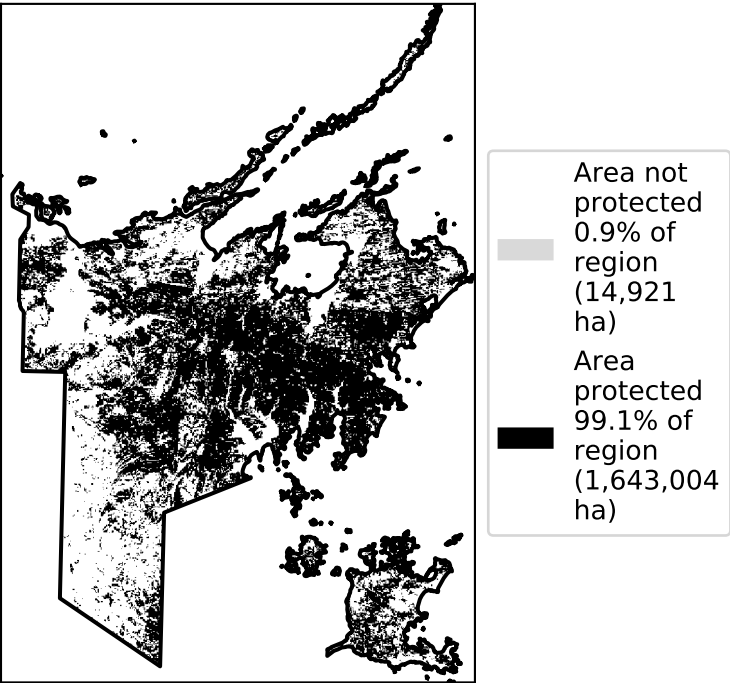 Area not
protected
0.9% of
region
(14,921
ha)
Area
protected
99.1% of
region
(1,643,004
ha)